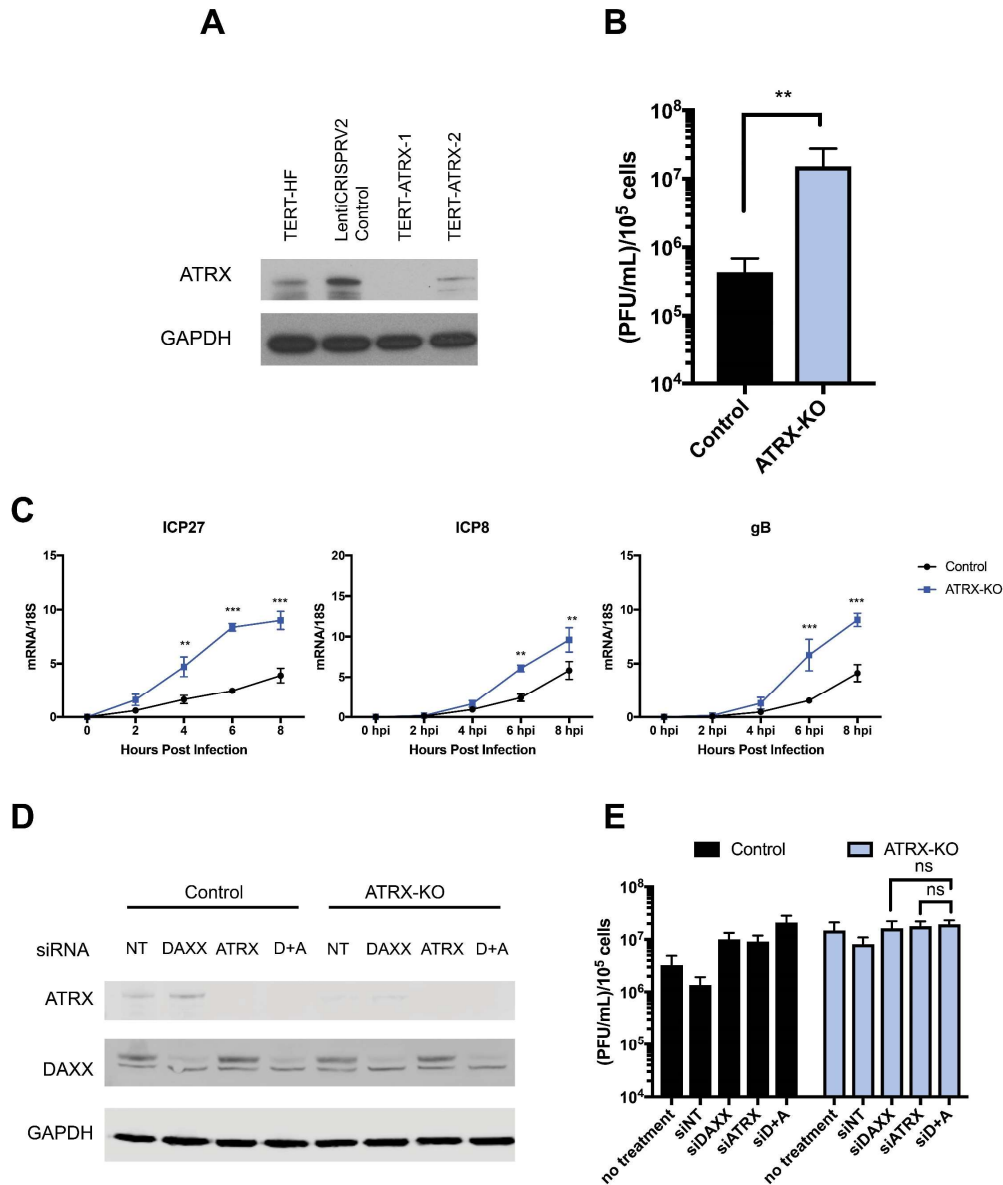 A
TERT-HF
LentiCRISPRV2
Control
TERT-ATRX-1
TERT-ATRX-2
ATRX
GAPDH
B
**
(PFU/mL)/10⁵ cells
10⁸
10⁷
10⁶
10⁵
10⁴
Control
ATRX-KO
C
ICP27
mRNA/18S
15
10
5
0
**
***
***
0 2 4 6 8
Hours Post Infection
ICP8
mRNA/18S
20
15
10
5
0
**
**
0 hpi 2 hpi 4 hpi 6 hpi 8 hpi
Hours Post Infection
gB
mRNA/18S
15
10
5
0
***
***
0 hpi 2 hpi 4 hpi 6 hpi 8 hpi
Hours Post Infection
Control
ATRX-KO
D
Control ATRX-KO
siRNA NT DAXX ATRX D+A NT DAXX ATRX D+A
ATRX
DAXX
GAPDH
E
Control ATRX-KO
ns
ns
(PFU/mL)/10⁵ cells
10⁸
10⁷
10⁶
10⁵
10⁴
no treatment
siNT
siDAXX
siATRX
siD+A
no treatment
siNT
siDAXX
siATRX
siD+A